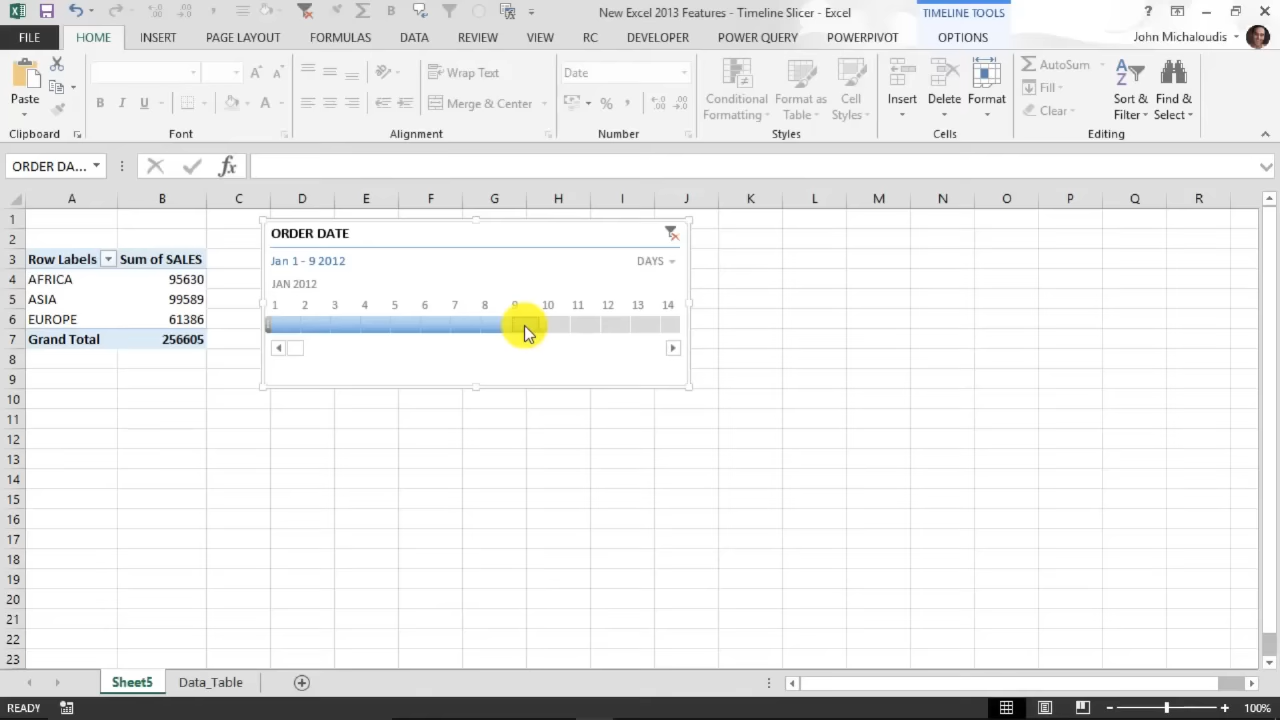 New Excel 2013 Features - Timeline Slicer - Excel
TIMELINE TOOLS
FILE HOME INSERT PAGE LAYOUT FORMULAS DATA REVIEW VIEW RC DEVELOPER POWER QUERY POWERPIVOT OPTIONS John Michaloudis
Paste
B I U
Wrap Text
Merge & Center
Date
% ,
Conditional Formatting
Format as Table
Cell Styles
Insert Delete Format
AutoSum
Fill
Clear
Sort & Filter
Find & Select
Clipboard Font Alignment Number Styles Cells Editing
ORDER DA... fx
A B C D E F G H I J K L M N O P Q R
1
2
3 Row Labels Sum of SALES
4 AFRICA 95630
5 ASIA 99589
6 EUROPE 61386
7 Grand Total 256605
8
9
10
11
12
13
14
15
16
17
18
19
20
21
22
23
ORDER DATE
Jan 1 - 9 2012 DAYS
JAN 2012
1 2 3 4 5 6 7 8 9 10 11 12 13 14
Sheet5 Data_Table
READY 100%